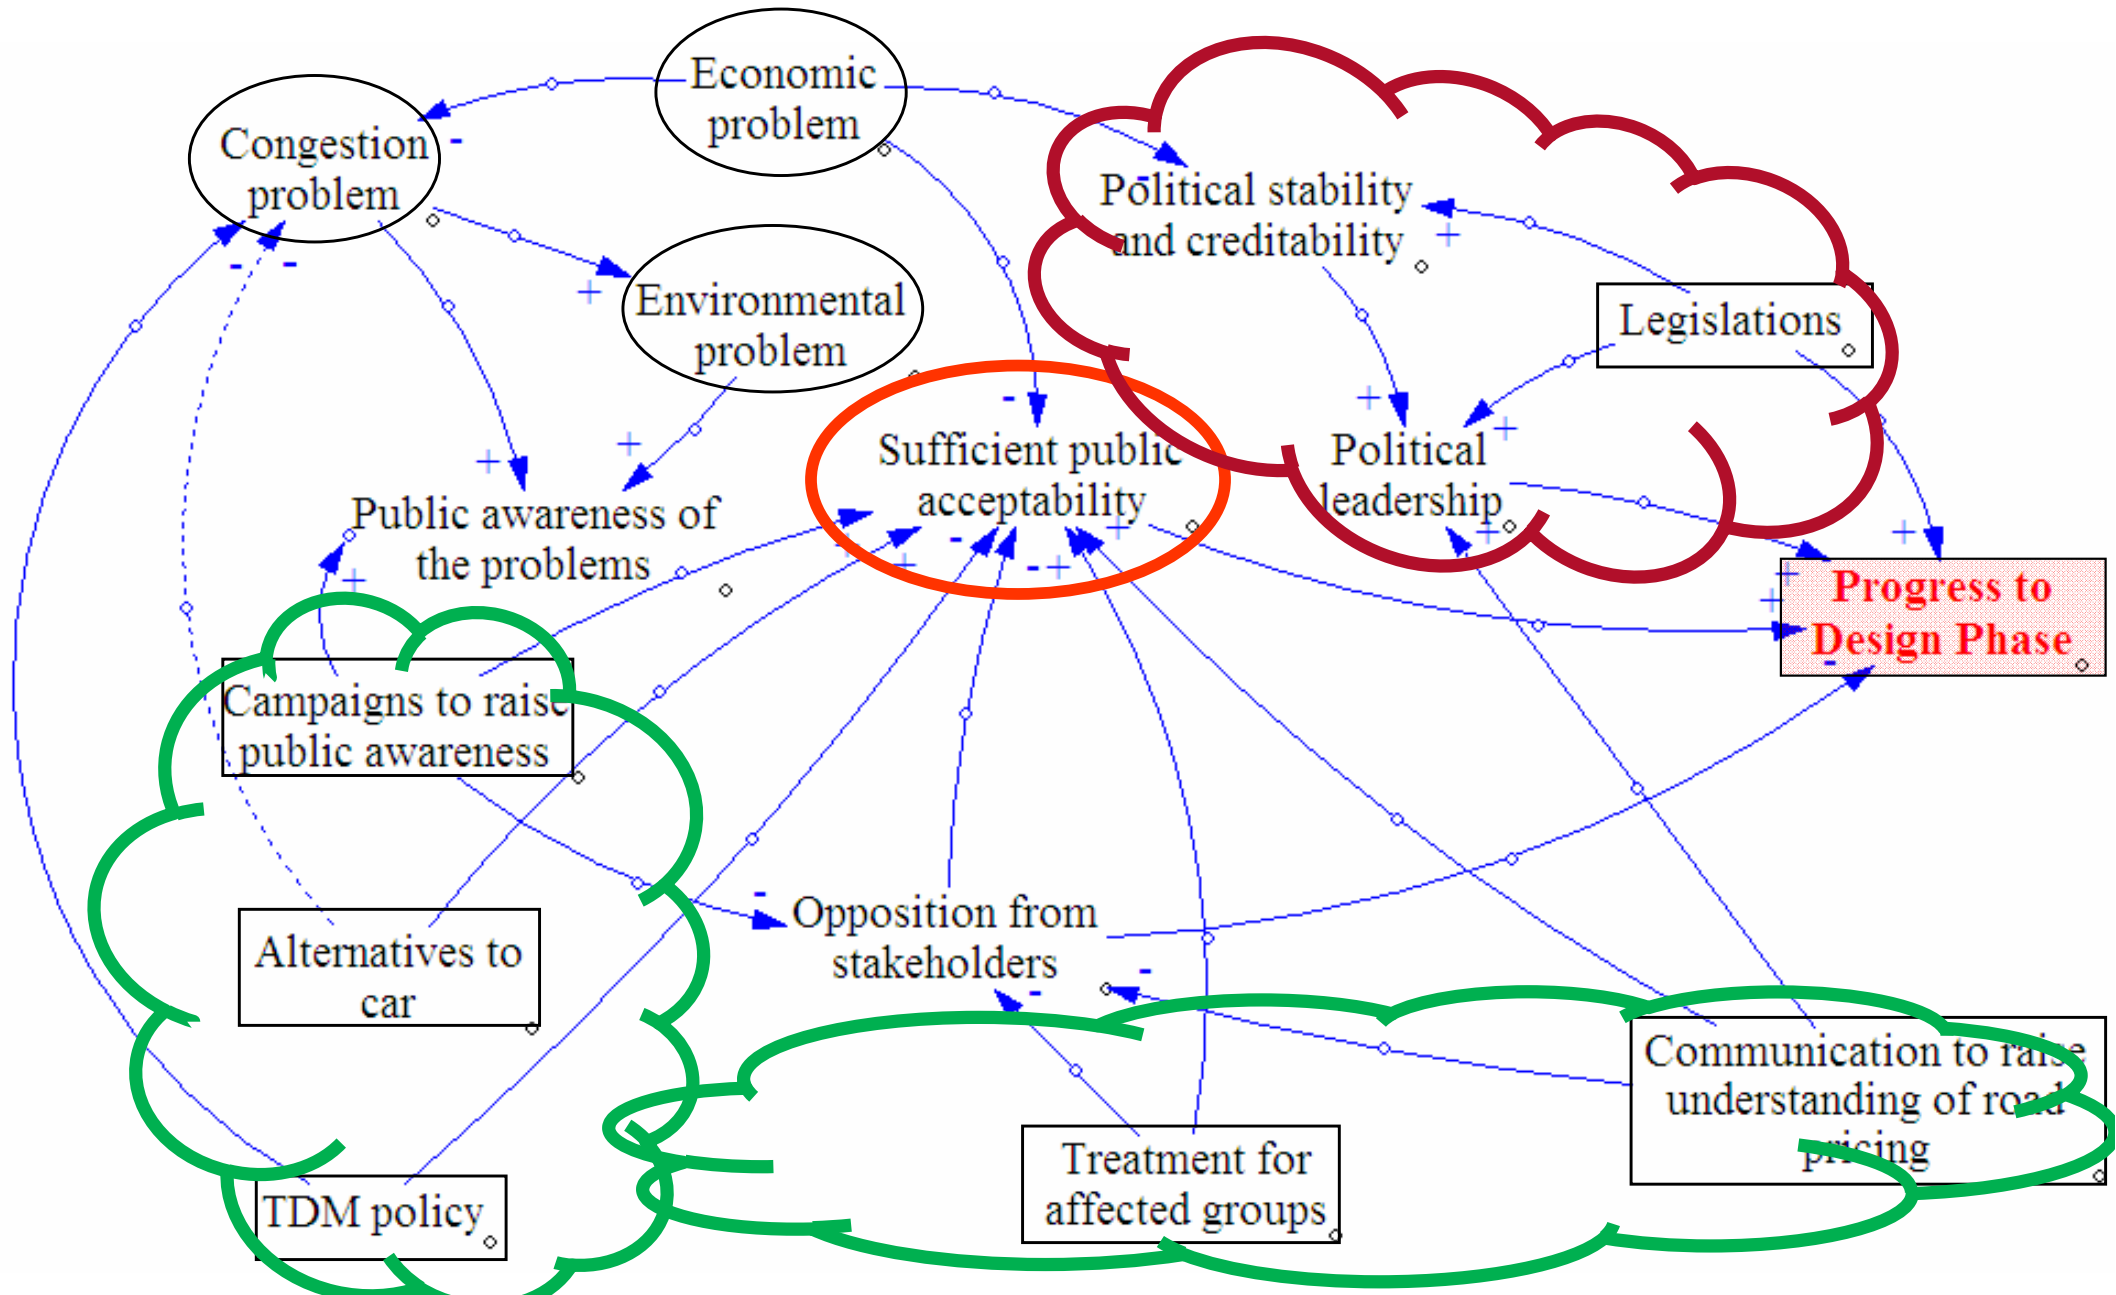 Economic
problem
Congestion
problem
-
Political stability
and creditability
-
+
- -
Environmental
problem
+
Legislations
Sufficient public
acceptability
-
Political
leadership
+
+
+
+
Public awareness of
the problems
+
+
+
-
- +
+
+
+
+
+
Progress to
Design Phase
-
Campaigns to raise
public awareness
Alternatives to
car
-
Opposition from
stakeholders
-
-
Communication to raise
understanding of road
pricing
Treatment for
affected groups
TDM policy